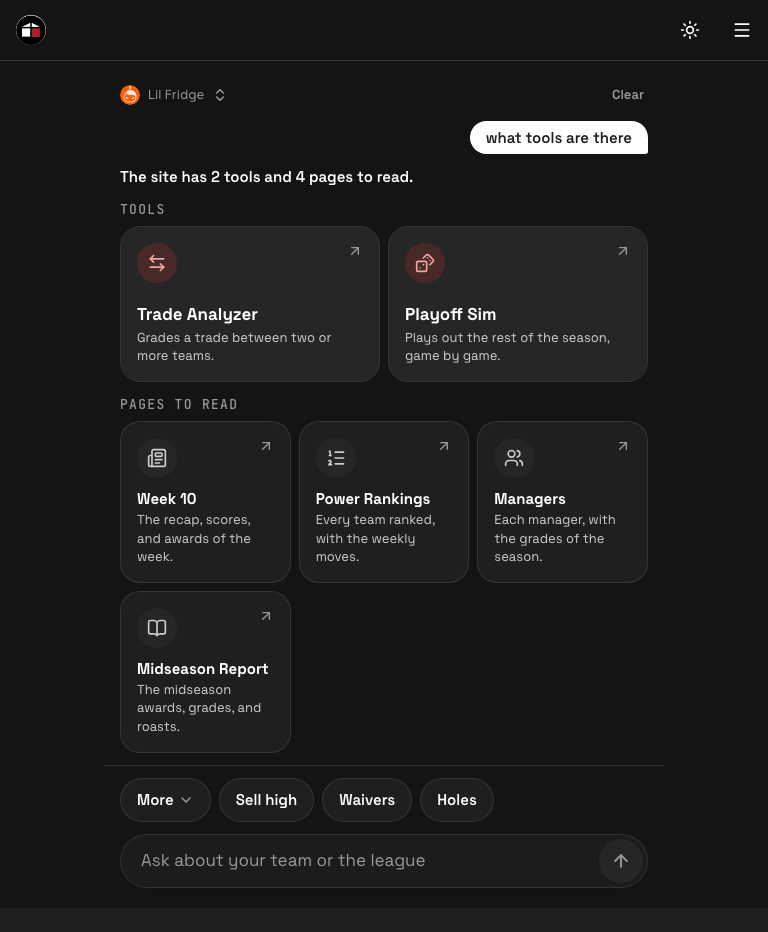 Lil Fridge
Clear
what tools are there
The site has 2 tools and 4 pages to read.
TOOLS
Trade Analyzer
Grades a trade between two or
more teams.
Playoff Sim
Plays out the rest of the season,
game by game.
PAGES TO READ
Week 10
The recap, scores,
and awards of the
week.
Power Rankings
Every team ranked,
with the weekly
moves.
Managers
Each manager, with
the grades of the
season.
Midseason Report
The midseason
awards, grades, and
roasts.
More
Sell high
Waivers
Holes
Ask about your team or the league